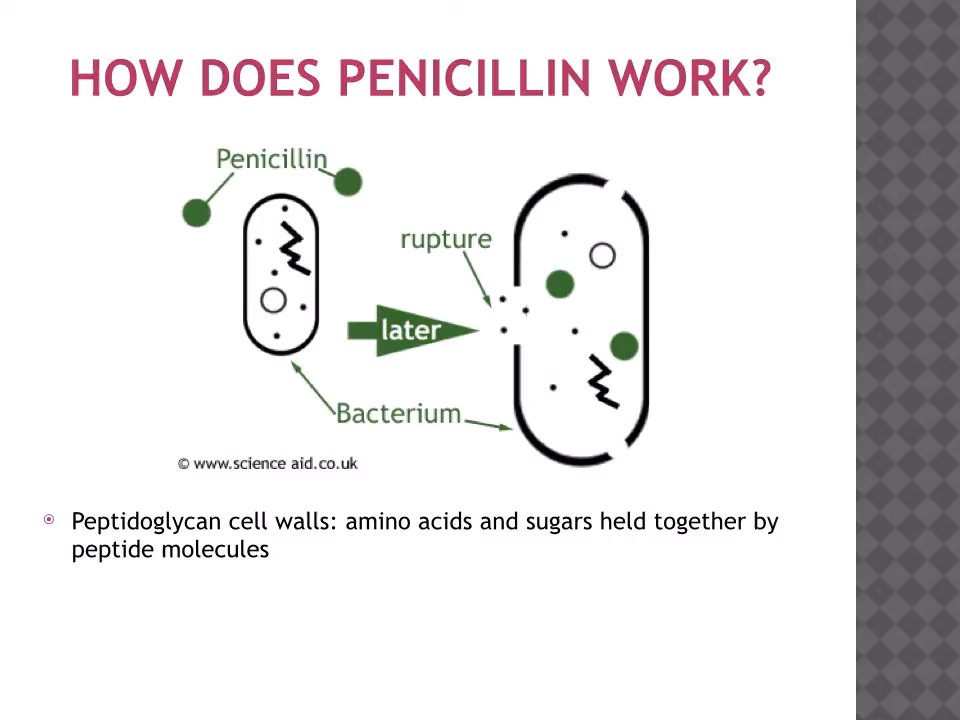 HOW DOES PENICILLIN WORK?
Penicillin
rupture
later
Bacterium
© www.science aid.co.uk
Peptidoglycan cell walls: amino acids and sugars held together by
peptide molecules